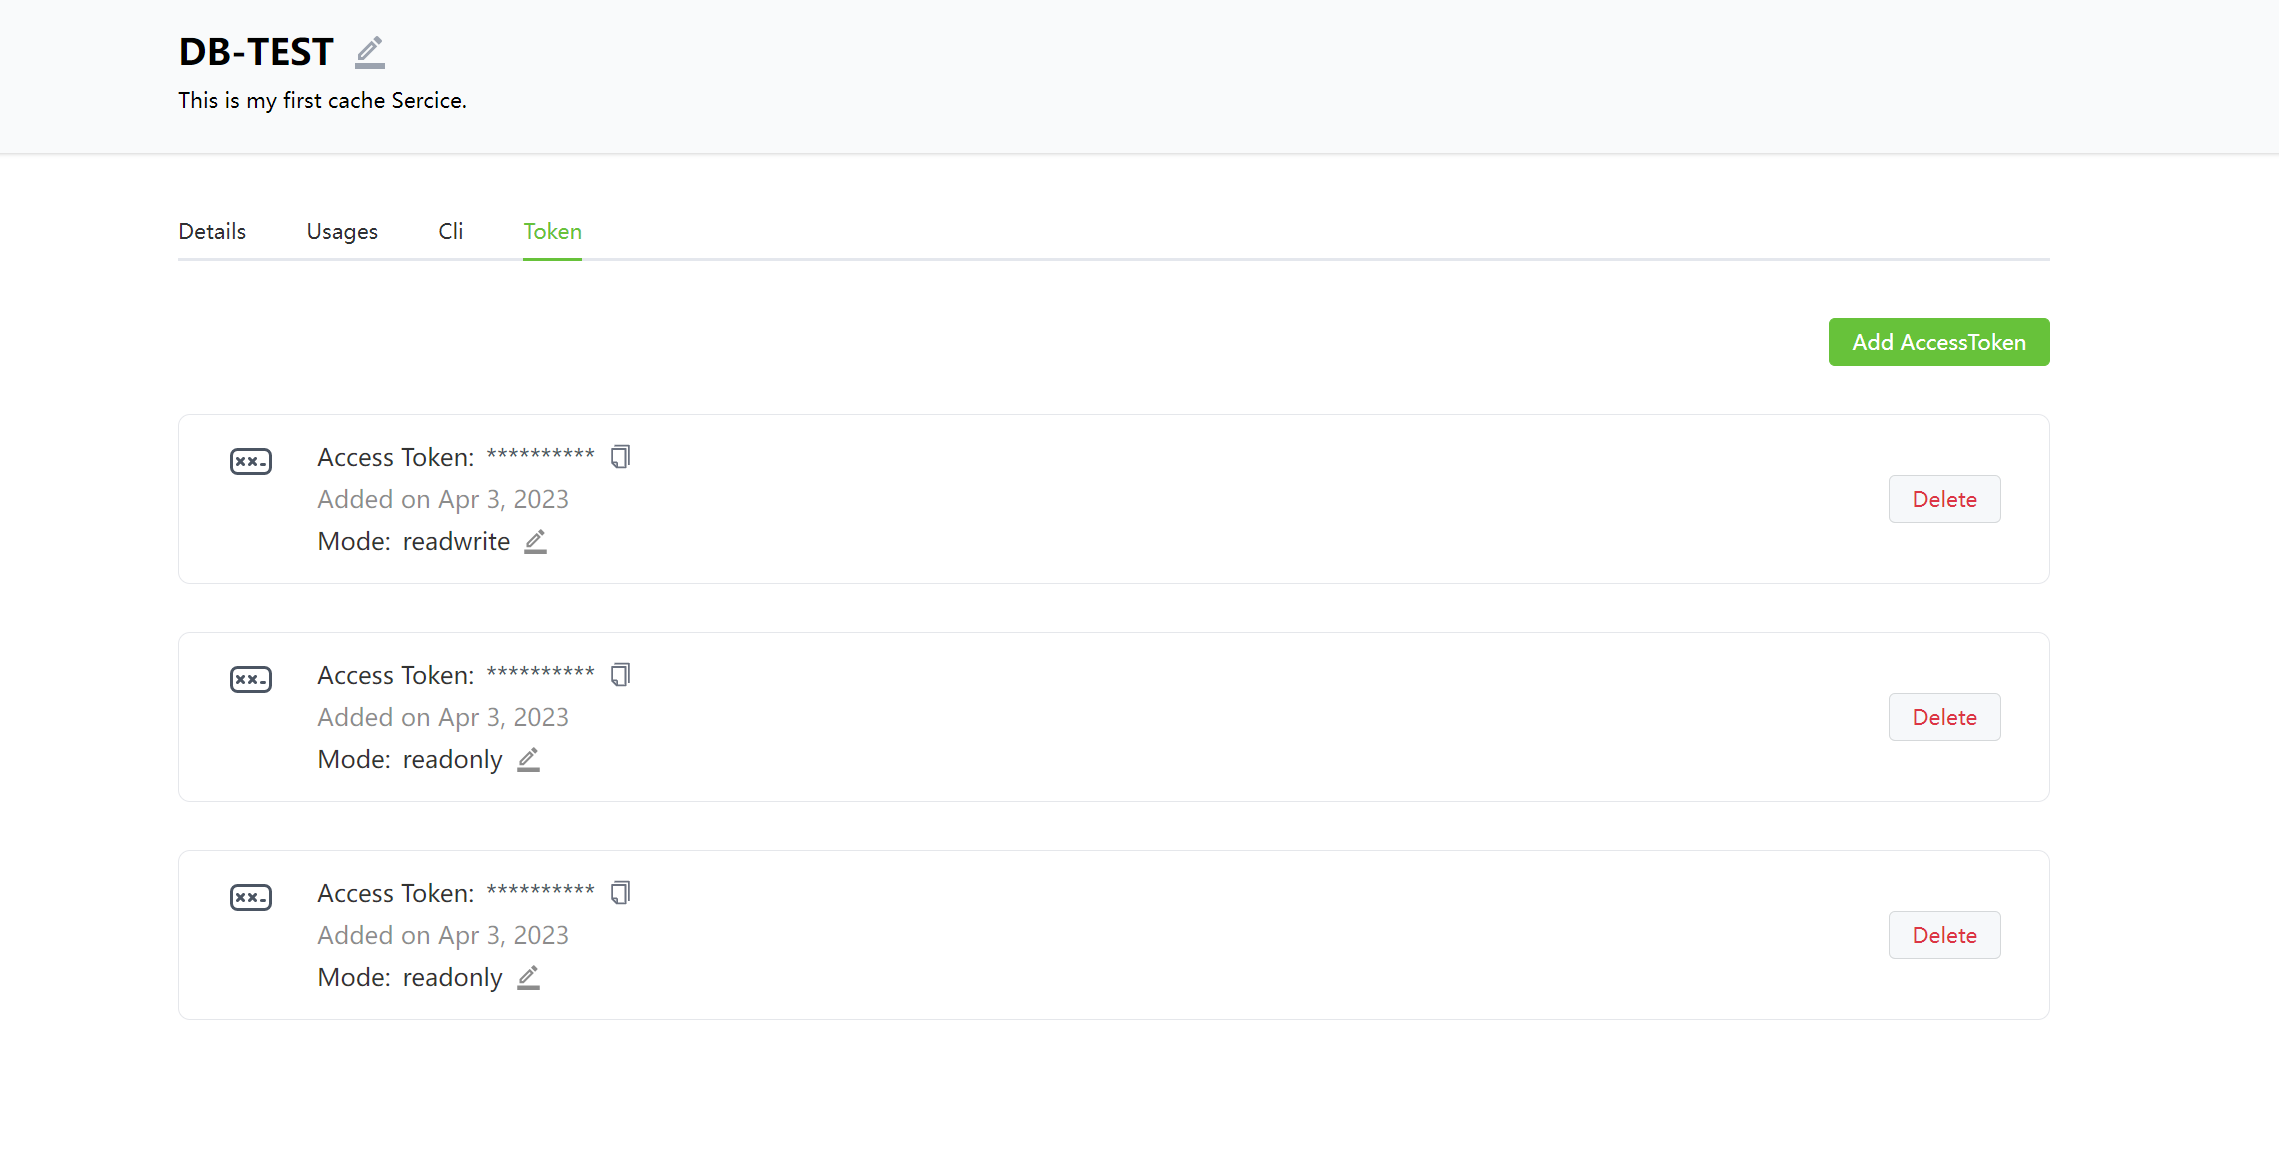 DB-TEST
This is my first cache Sercice.
Details Usages Cli Token
Add AccessToken
Access Token: **********
Added on Apr 3, 2023
Mode: readwrite
Delete
Access Token: **********
Added on Apr 3, 2023
Mode: readonly
Delete
Access Token: **********
Added on Apr 3, 2023
Mode: readonly
Delete